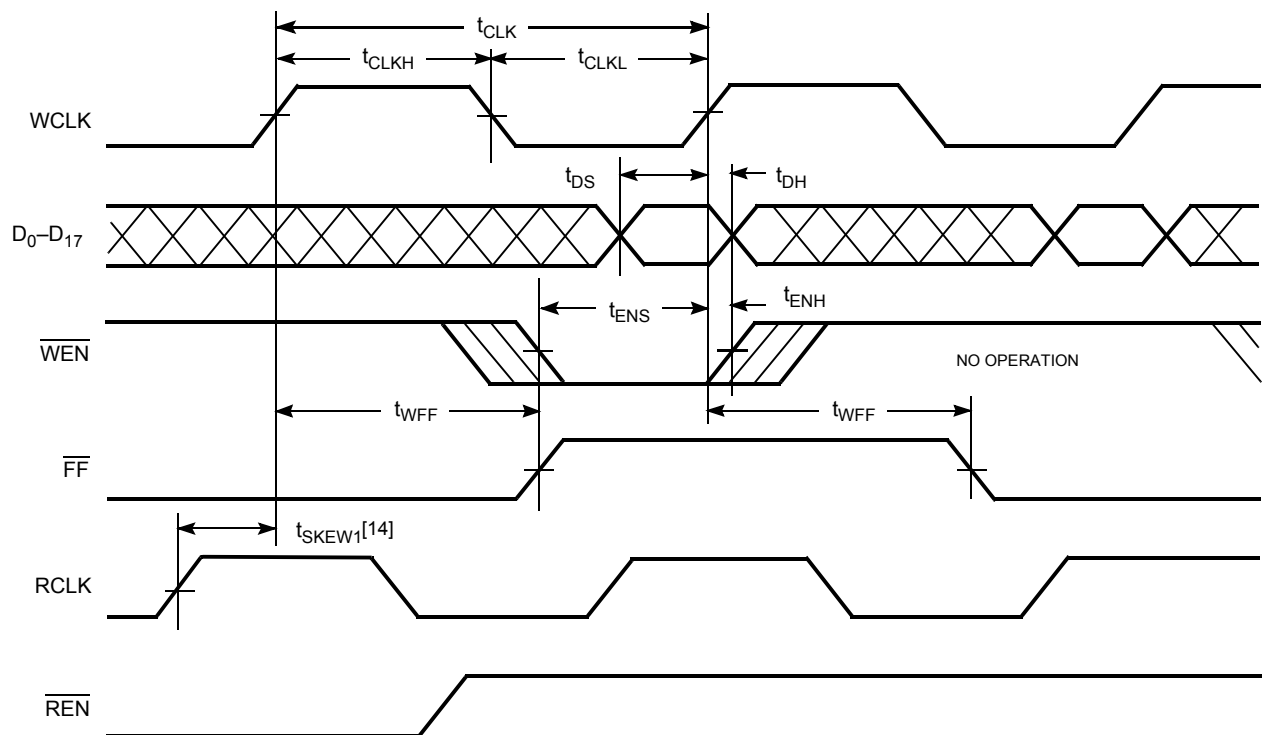 tCLK
tCLKH tCLKL
WCLK
tDS tDH
D0–D17
tENS tENH
WEN
NO OPERATION
tWFF tWFF
FF
tSKEW1[14]
RCLK
REN